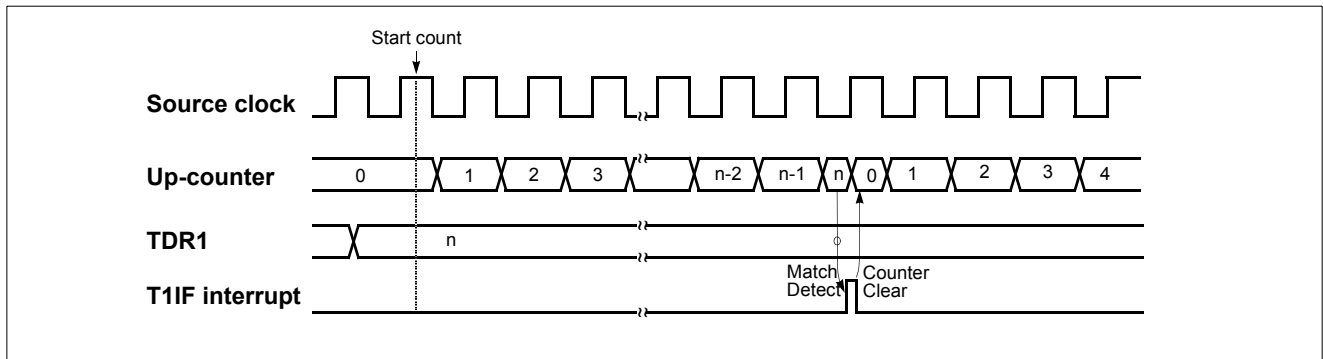 Start count
Source clock
Up-counter
0 1 2 3 n-2 n-1 n 0 1 2 3 4
TDR1
n
Match Detect
Counter Clear
T1IF interrupt